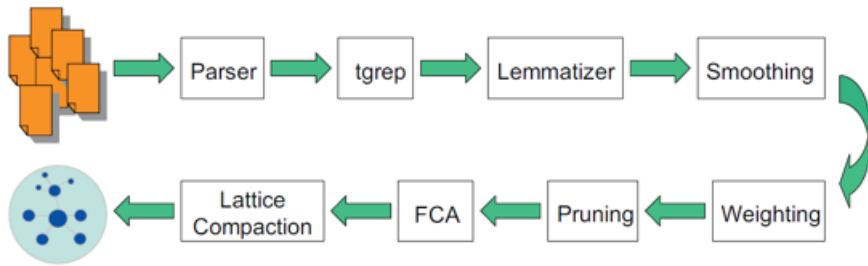 Parser
tgrep
Lemmatizer
Smoothing
Weighting
Pruning
FCA
Lattice
Compaction